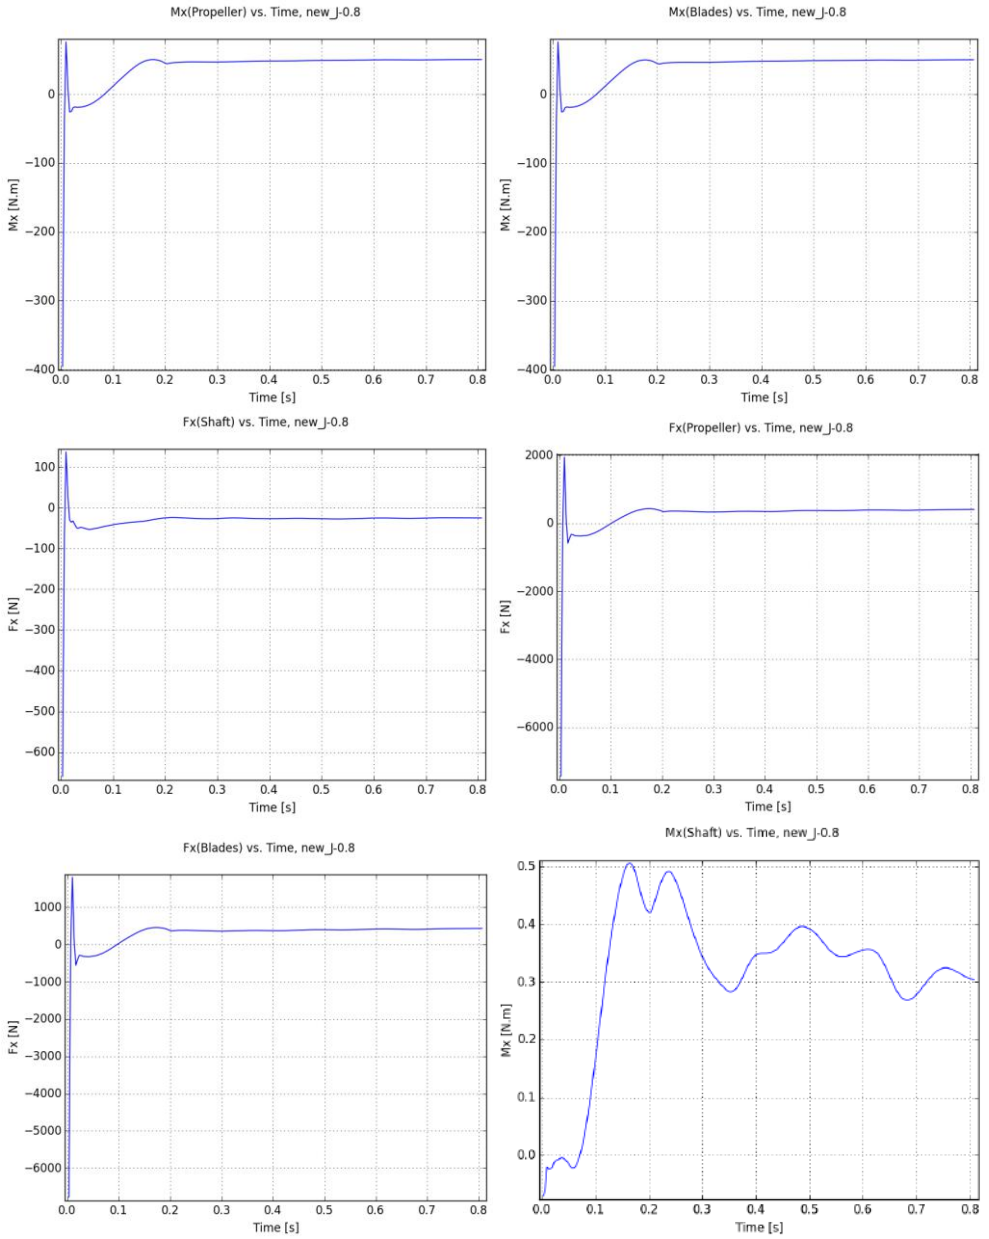 Mx(Propeller) vs. Time, new_J-0.8
0
−100
−200
−300
−400
Mx [N.m]
0.0 0.1 0.2 0.3 0.4 0.5 0.6 0.7 0.8
Time [s]
Mx(Blades) vs. Time, new_J-0.8
0
−100
−200
−300
−400
Mx [N.m]
0.0 0.1 0.2 0.3 0.4 0.5 0.6 0.7 0.8
Time [s]
Fx(Shaft) vs. Time, new_J-0.8
100
0
−100
−200
−300
−400
−500
−600
Fx [N]
0.0 0.1 0.2 0.3 0.4 0.5 0.6 0.7 0.8
Time [s]
Fx(Propeller) vs. Time, new_J-0.8
2000
0
−2000
−4000
−6000
Fx [N]
0.0 0.1 0.2 0.3 0.4 0.5 0.6 0.7 0.8
Time [s]
Fx(Blades) vs. Time, new_J-0.8
1000
0
−1000
−2000
−3000
−4000
−5000
−6000
Fx [N]
0.0 0.1 0.2 0.3 0.4 0.5 0.6 0.7 0.8
Time [s]
Mx(Shaft) vs. Time, new_J-0.8
0.5
0.4
0.3
0.2
0.1
0.0
Mx [N.m]
0.0 0.1 0.2 0.3 0.4 0.5 0.6 0.7 0.8
Time [s]